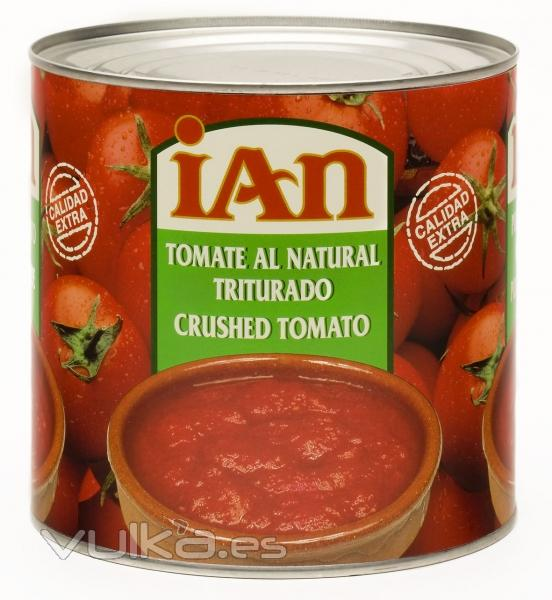 iAn
CALIDAD
EXTRA
CALIDAD
EXTRA
TOMATE AL NATURAL
TRITURADO
CRUSHED TOMATO
vulka.es